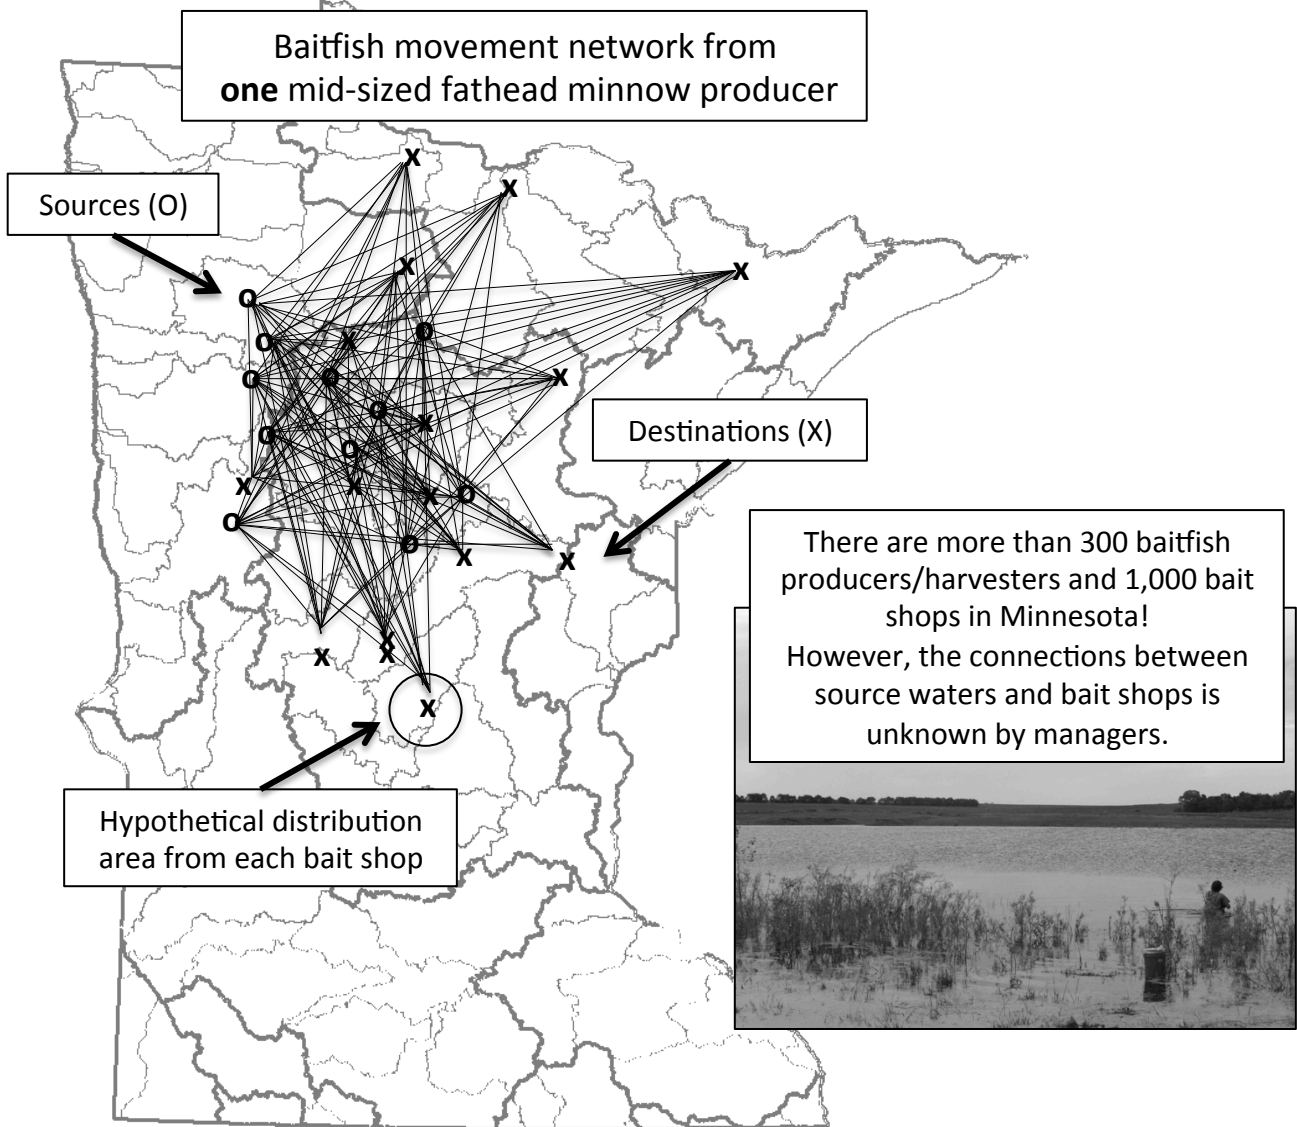 Baitfish movement network from
one mid-sized fathead minnow producer
Sources (O)
Destinations (X)
There are more than 300 baitfish
producers/harvesters and 1,000 bait
shops in Minnesota!
However, the connections between
source waters and bait shops is
unknown by managers.
Hypothetical distribution
area from each bait shop
X
X
X
X
O
O
O
X
O
O
X
O
X
O
O
X
X
X
O
O
O
X
X
X
X
X
X